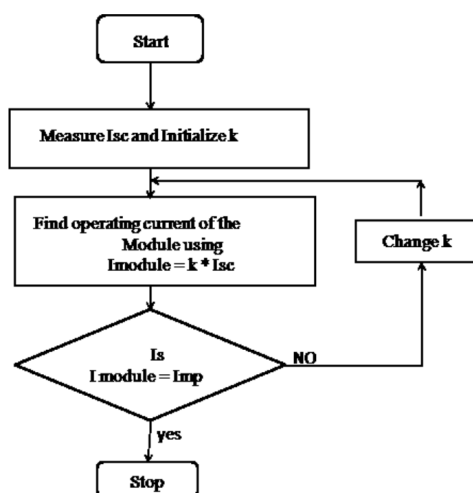 Start
Measure Isc and Initialize k
Find operating current of the
Module using
Imodule = k * Isc
Change k
Is
I module = Imp
NO
yes
Stop